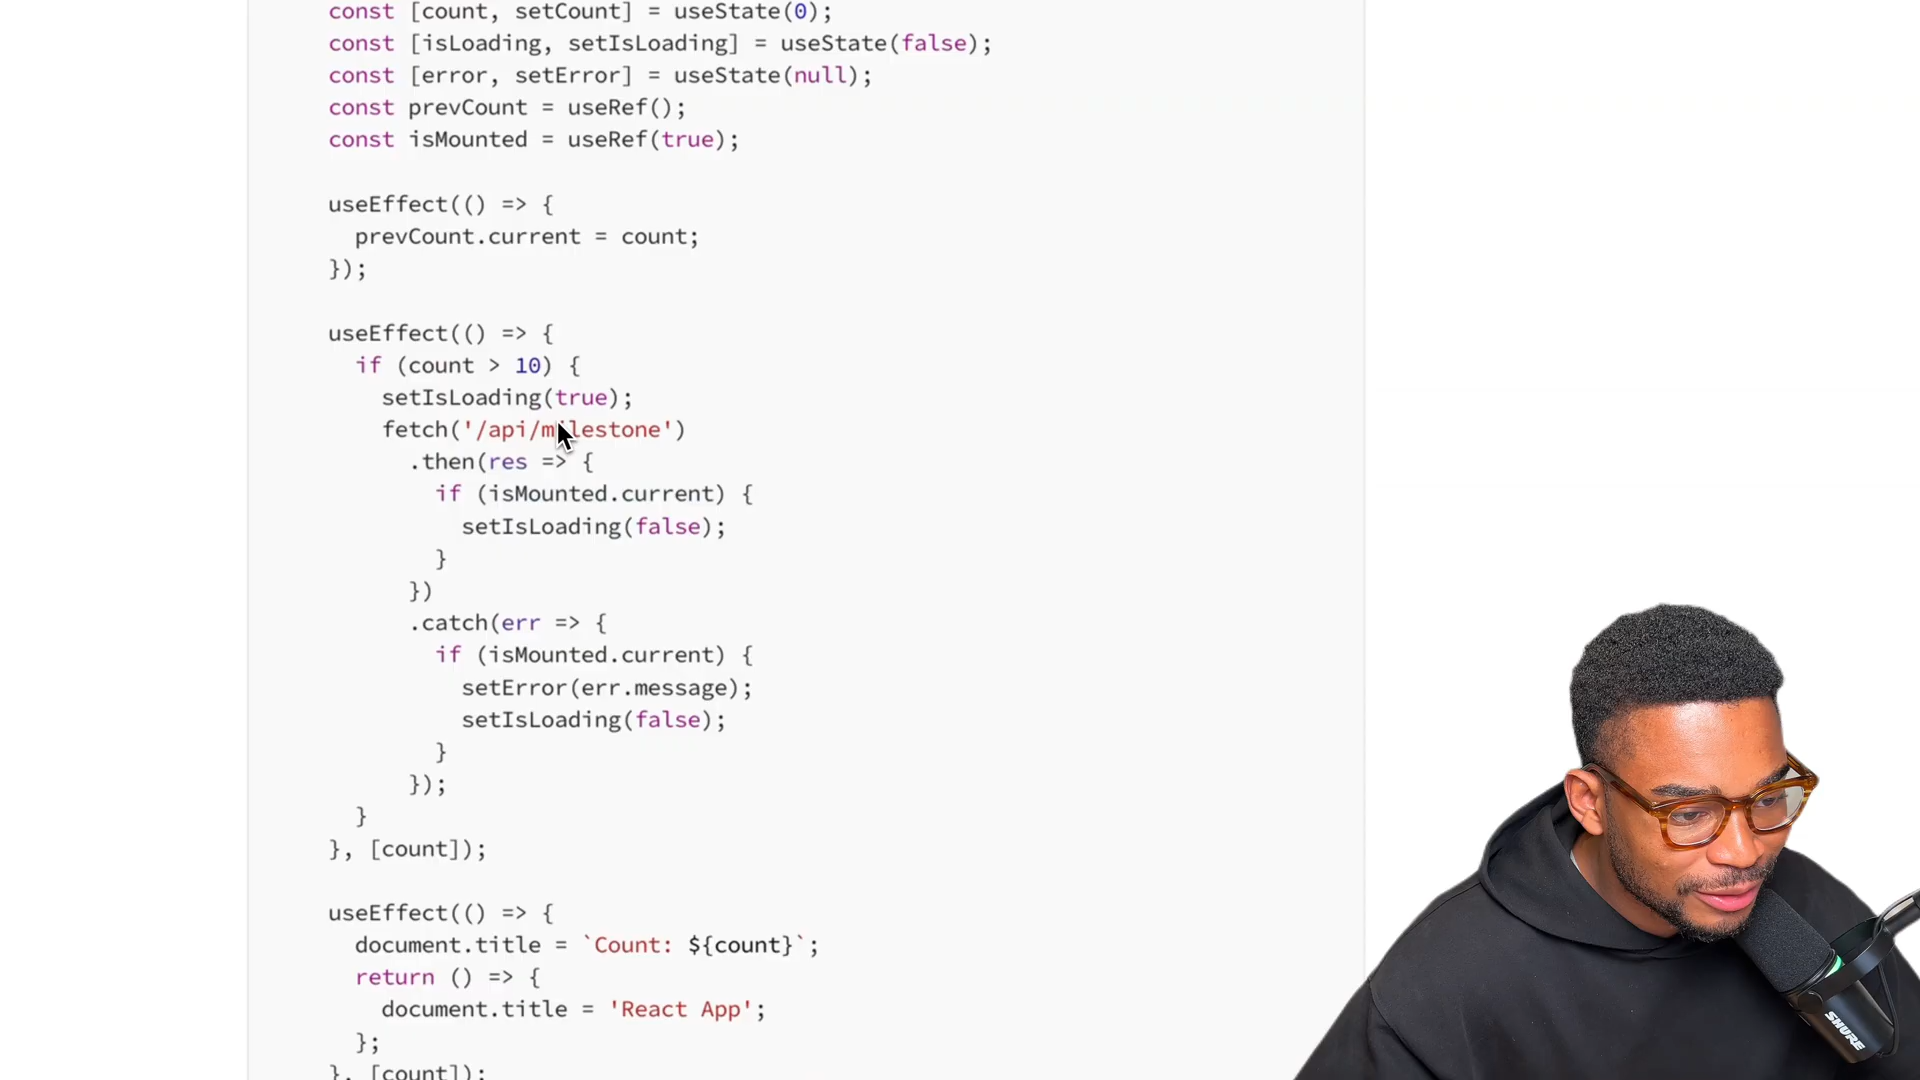 const [count, setCount] = useState(0);
const [isLoading, setIsLoading] = useState(false);
const [error, setError] = useState(null);
const prevCount = useRef();
const isMounted = useRef(true);
useEffect(() => {
prevCount.current = count;
});
useEffect(() => {
if (count > 10) {
setIsLoading(true);
fetch('/api/milestone')
.then(res => {
if (isMounted.current) {
setIsLoading(false);
}
})
.catch(err => {
if (isMounted.current) {
setError(err.message);
setIsLoading(false);
}
});
}
}, [count]);
useEffect(() => {
document.title = `Count: ${count}`;
return () => {
document.title = 'React App';
};
}, [count]);
SHURE